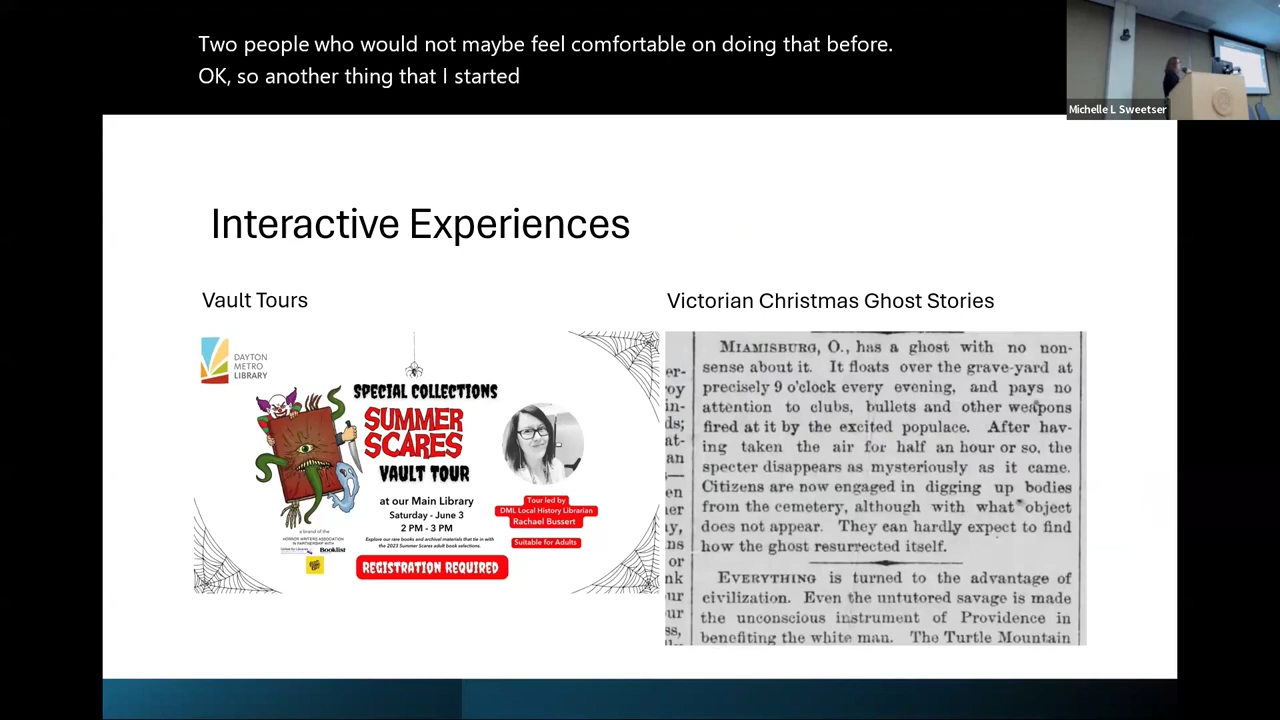 Two people who would not maybe feel comfortable on doing that before.
OK, so another thing that I started
Michelle L Sweetser
Interactive Experiences
Vault Tours
DAYTON
METRO
LIBRARY
SPECIAL COLLECTIONS
SUMMER
SCARES
VAULT TOUR
at our Main Library
Saturday - June 3
2 PM - 3 PM
Explore our rare books and archival materials that tie in with
the 2023 Summer Scares adult book selections.
REGISTRATION REQUIRED
a brand of the
HORROR WRITERS ASSOCIATION
IN PARTNERSHIP WITH
Booklist
Tour led by
DML Local History Librarian
Rachael Bussert
Suitable for Adults
Victorian Christmas Ghost Stories
MIAMISBURG, O., has a ghost with no non-
sense about it. It floats over the grave-yard at
precisely 9 o'clock every evening, and pays no
attention to clubs, bullets and other weapons
fired at it by the excited populace. After hav-
ing taken the air for half an hour or so, the
specter disappears as mysteriously as it came.
Citizens are now engaged in digging up bodies
from the cemetery, although with what object
does not appear. They can hardly expect to find
how the ghost resurrected itself.
EVERYTHING is turned to the advantage of
civilization. Even the untutored savage is made
the unconscious instrument of Providence in
benefiting the white man. The Turtle Mountain